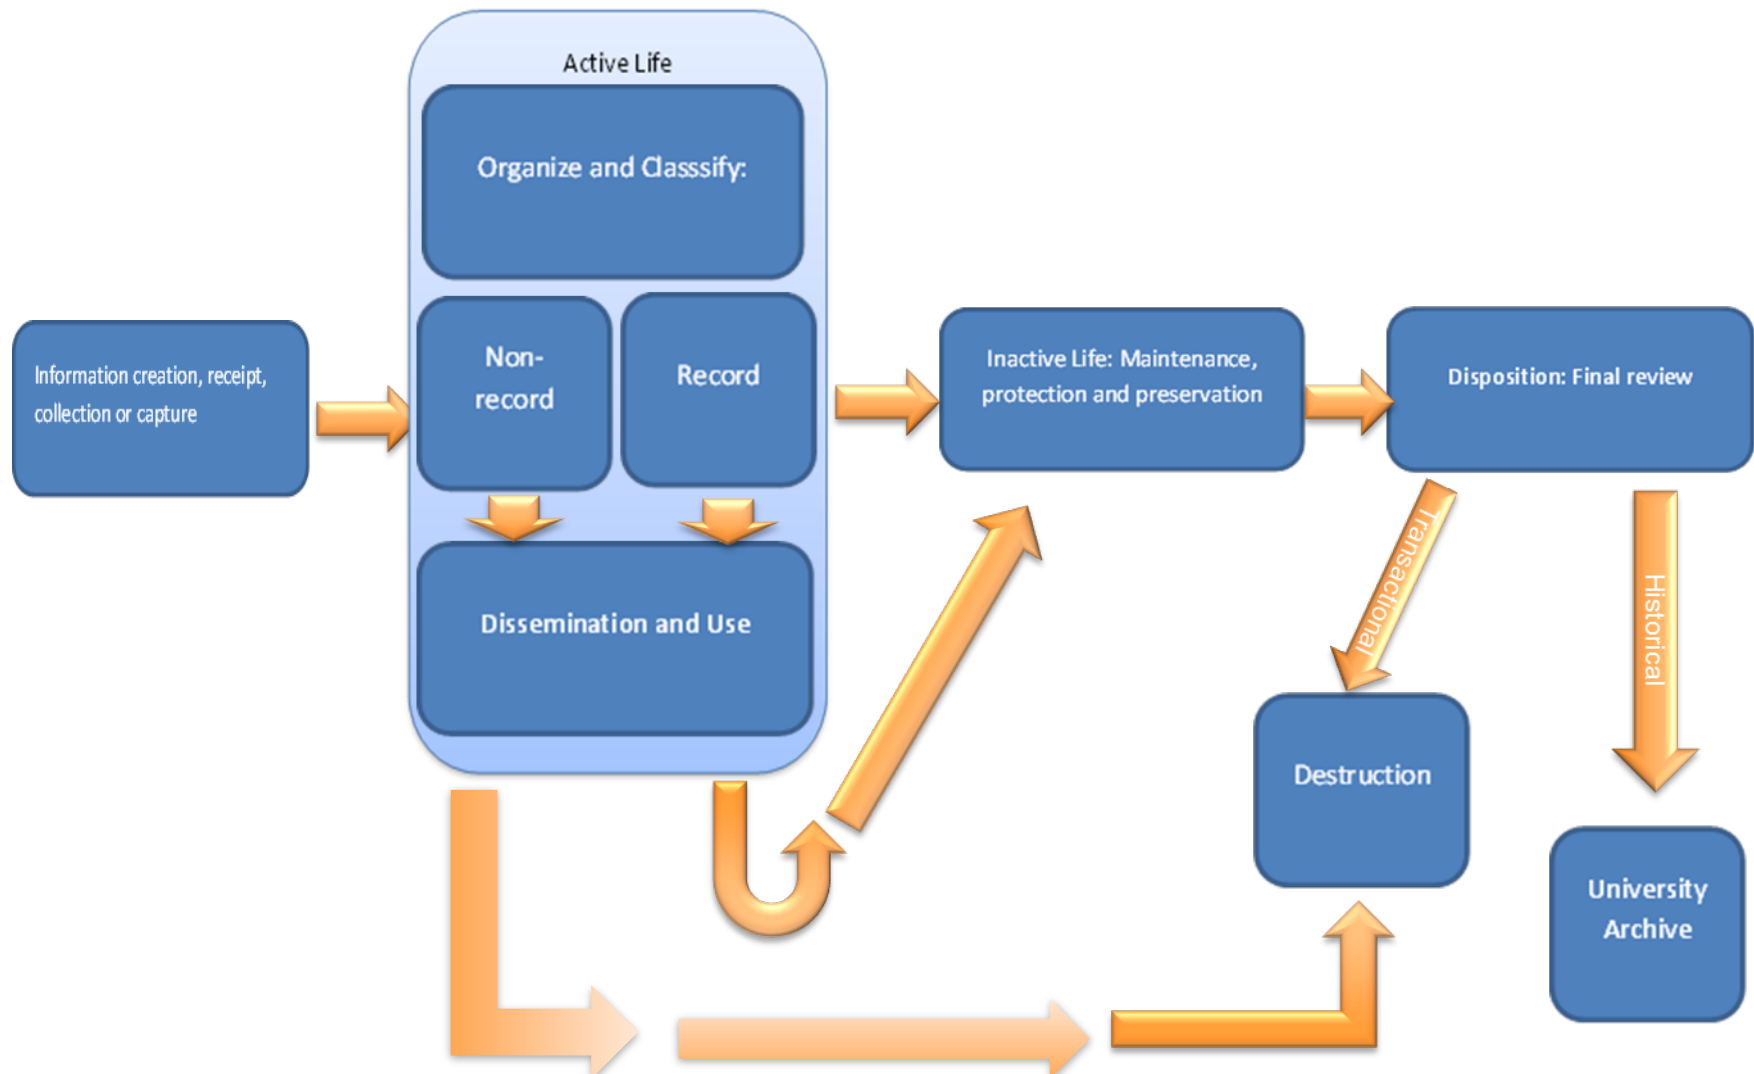 Active Life
Organize and Classsify:
Non-
record
Record
Dissemination and Use
Information creation, receipt,
collection or capture
Inactive Life: Maintenance,
protection and preservation
Disposition: Final review
Transactional
Historical
Destruction
University
Archive